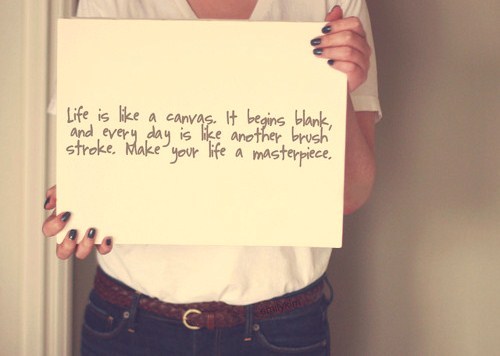 Life is like a canvas. It begins blank,
and every day is like another brush
stroke. Make your life a masterpiece.